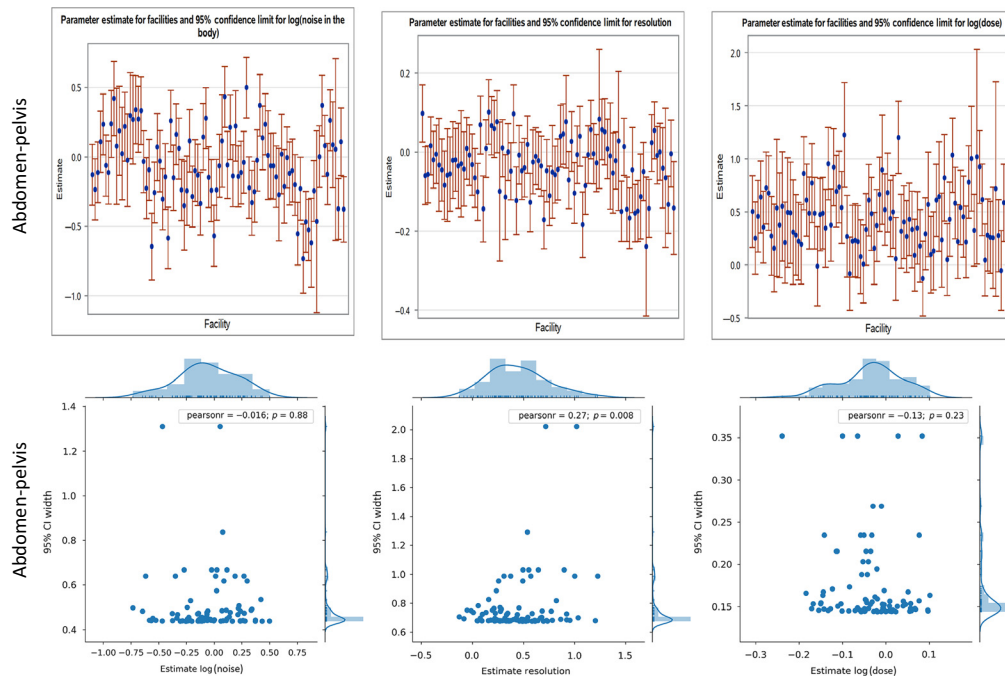 Parameter estimate for facilities and 95% confidence limit for log(noise in the
body)
Abdomen-pelvis
Estimate
0.5
0.0
−0.5
−1.0
Facility
Parameter estimate for facilities and 95% confidence limit for resolution
Estimate
0.2
0.0
−0.2
−0.4
Facility
Parameter estimate for facilities and 95% confidence limit for log(dose)
Estimate
2.0
1.5
1.0
0.5
0.0
−0.5
Facility
Abdomen-pelvis
pearsonr = −0.016; p = 0.88
95% CI width
1.4
1.2
1.0
0.8
0.6
0.4
−1.00 −0.75 −0.50 −0.25 0.00 0.25 0.50 0.75
Estimate log(noise)
pearsonr = 0.27; p = 0.008
95% CI width
2.0
1.8
1.6
1.4
1.2
1.0
0.8
0.6
−0.5 0.0 0.5 1.0 1.5
Estimate resolution
pearsonr = −0.13; p = 0.23
95% CI width
0.35
0.30
0.25
0.20
0.15
−0.3 −0.2 −0.1 0.0 0.1
Estimate log(dose)